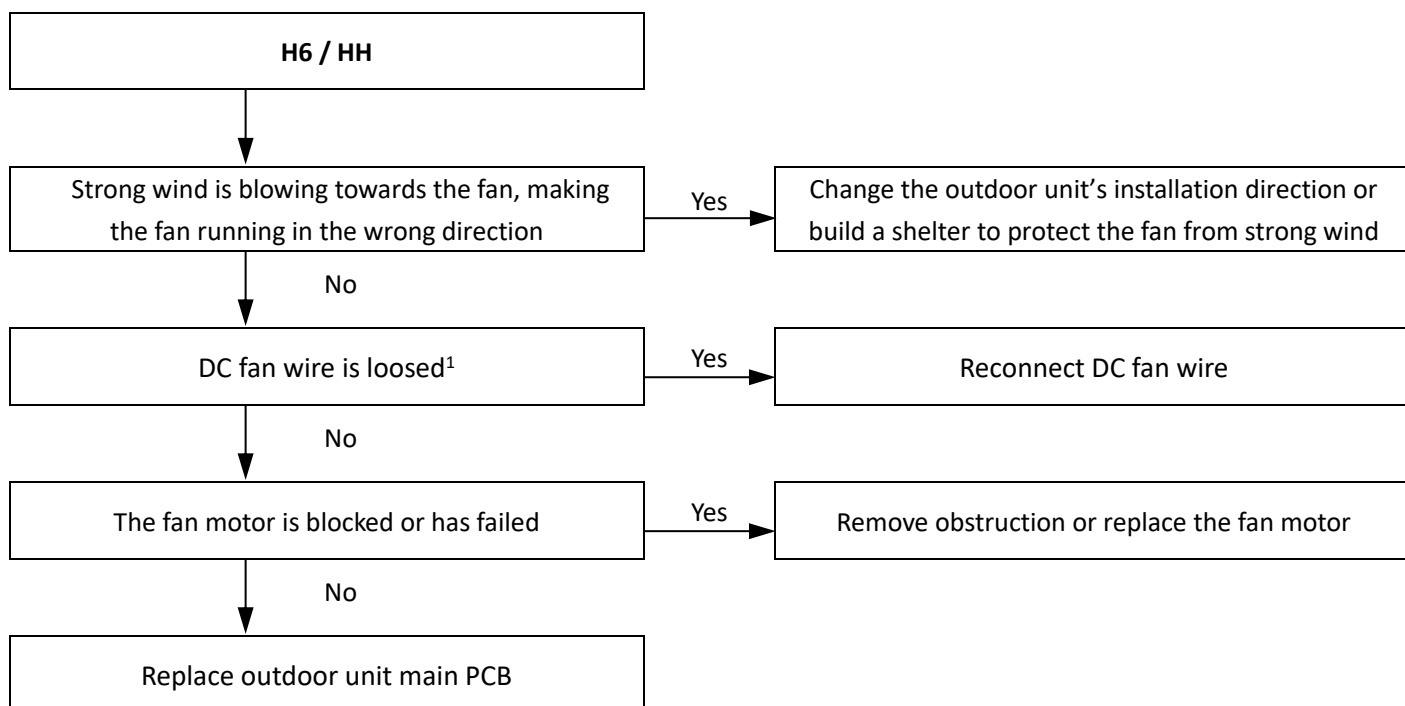 H6 / HH
Strong wind is blowing towards the fan, making
the fan running in the wrong direction
Yes
Change the outdoor unit’s installation direction or
build a shelter to protect the fan from strong wind
No
DC fan wire is loosed¹
Yes
Reconnect DC fan wire
No
The fan motor is blocked or has failed
Yes
Remove obstruction or replace the fan motor
No
Replace outdoor unit main PCB